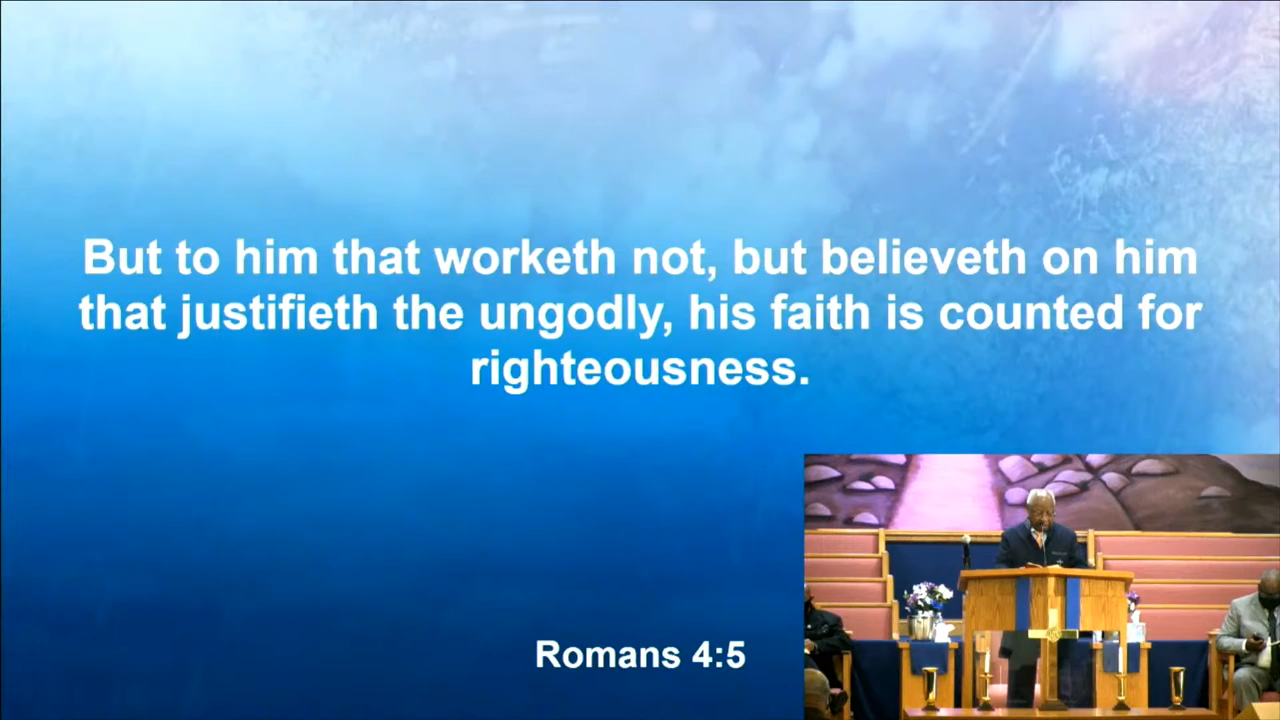 But to him that worketh not, but believeth on him
that justifieth the ungodly, his faith is counted for
righteousness.
Romans 4:5